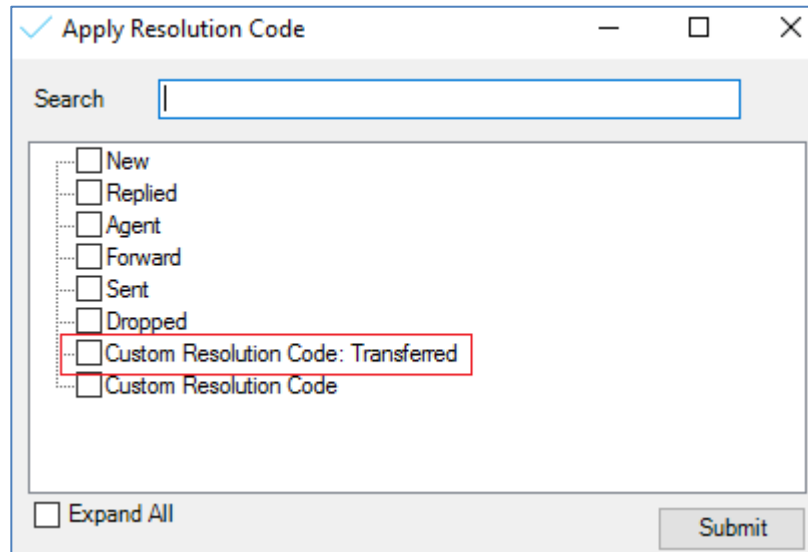 Apply Resolution Code
Search
New
Replied
Agent
Forward
Sent
Dropped
Custom Resolution Code: Transferred
Custom Resolution Code
Expand All
Submit